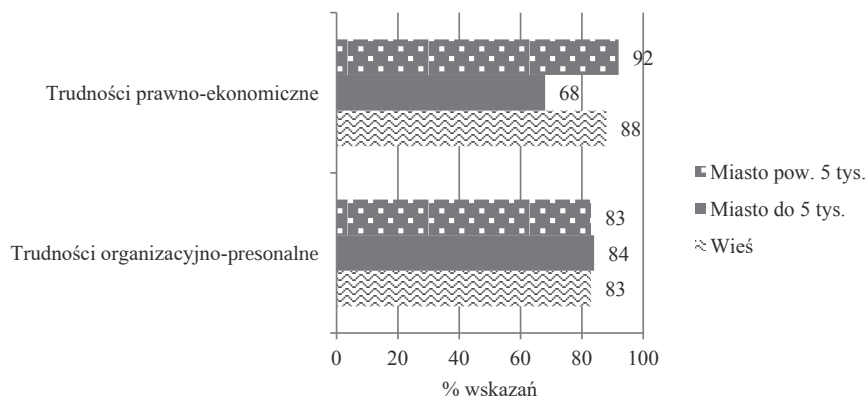 92
Trudności prawno-ekonomiczne
68
88
Miasto pow. 5 tys.
83
Miasto do 5 tys.
Trudności organizacyjno-presonalne
84
Wieś
83
0 20 40 60 80 100
% wskazań